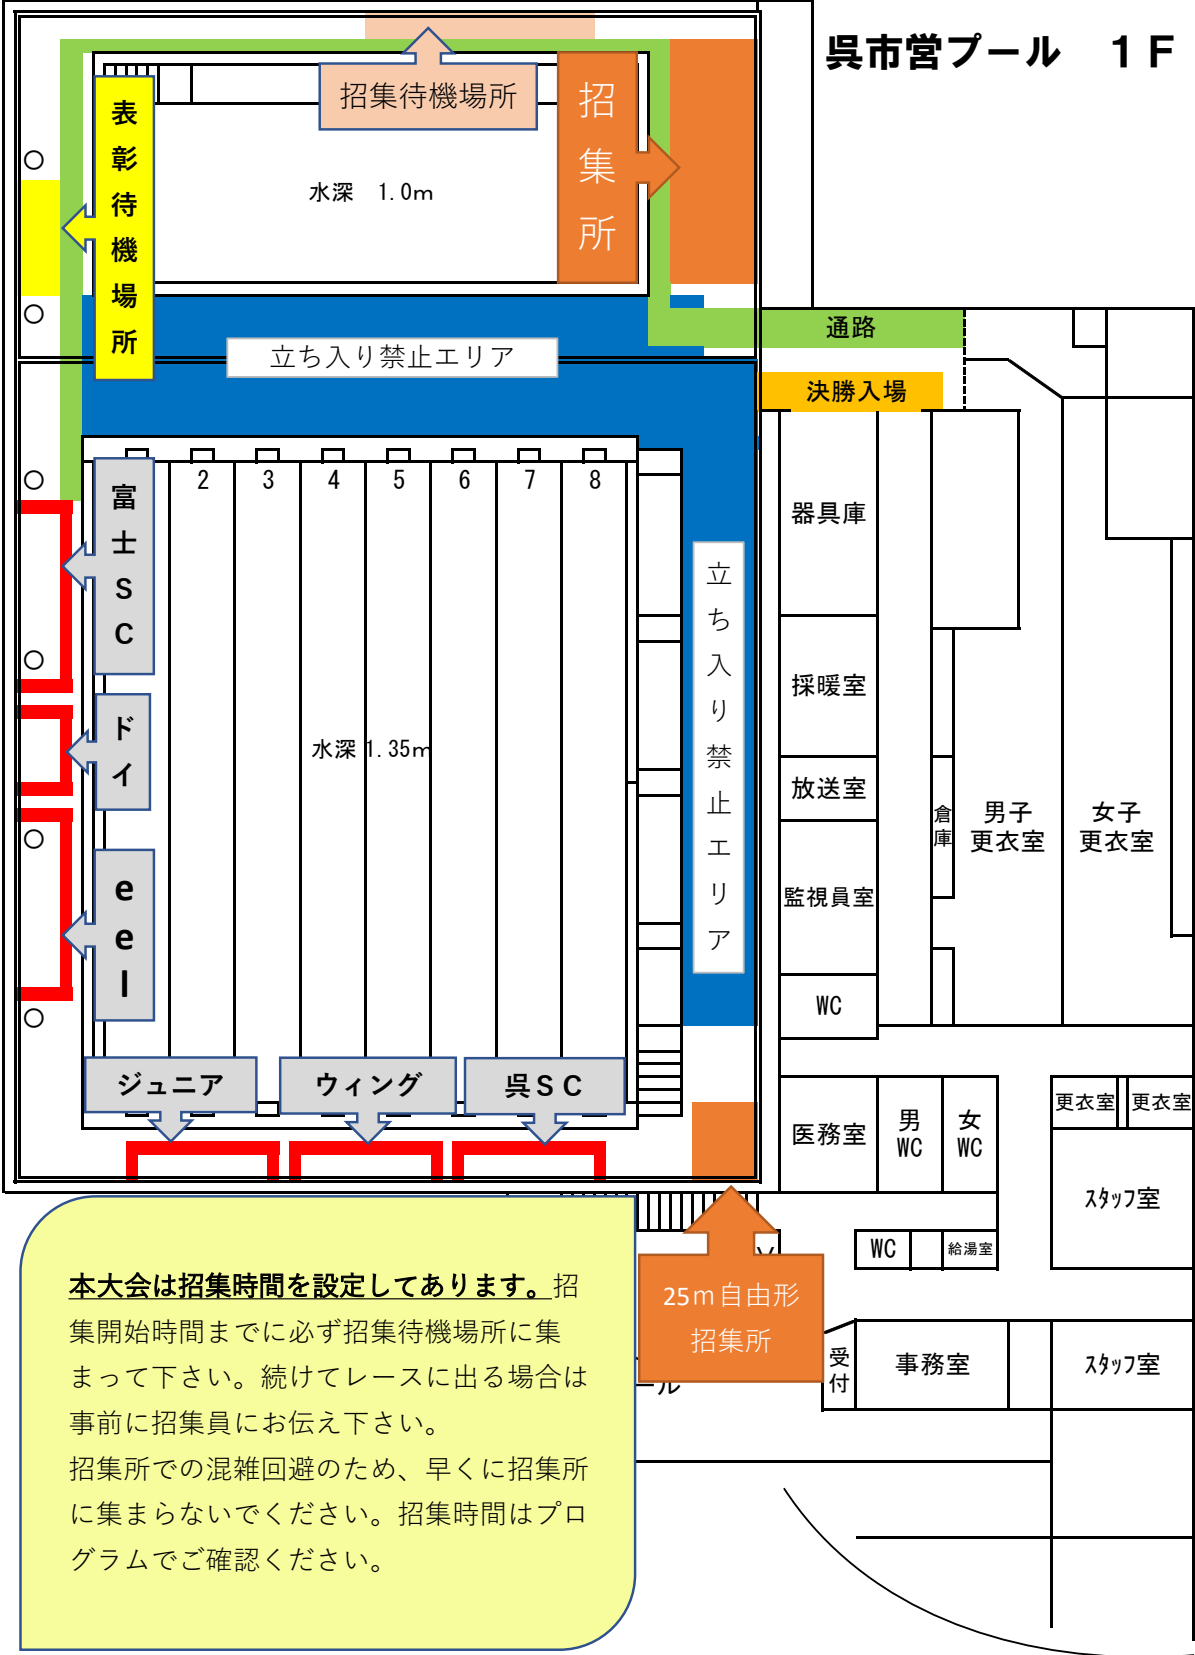 呉市営プール　１Ｆ
招集待機場所
招集所
表彰待機場所
水深　1.0m
立ち入り禁止エリア
通路
決勝入場
2
3
4
5
6
7
8
富士ＳＣ
ドイ
eel
水深1.35m
立ち入り禁止エリア
器具庫
採暖室
放送室
監視員室
WC
倉庫
男子
更衣室
女子
更衣室
ジュニア
ウィング
呉ＳＣ
医務室
男
WC
女
WC
更衣室
更衣室
スタッフ室
WC
給湯室
25m自由形
招集所
ール
受付
事務室
スタッフ室
本大会は招集時間を設定してあります。招
集開始時間までに必ず招集待機場所に集
まって下さい。続けてレースに出る場合は
事前に招集員にお伝え下さい。
招集所での混雑回避のため、早くに招集所
に集まらないでください。招集時間はプロ
グラムでご確認ください。